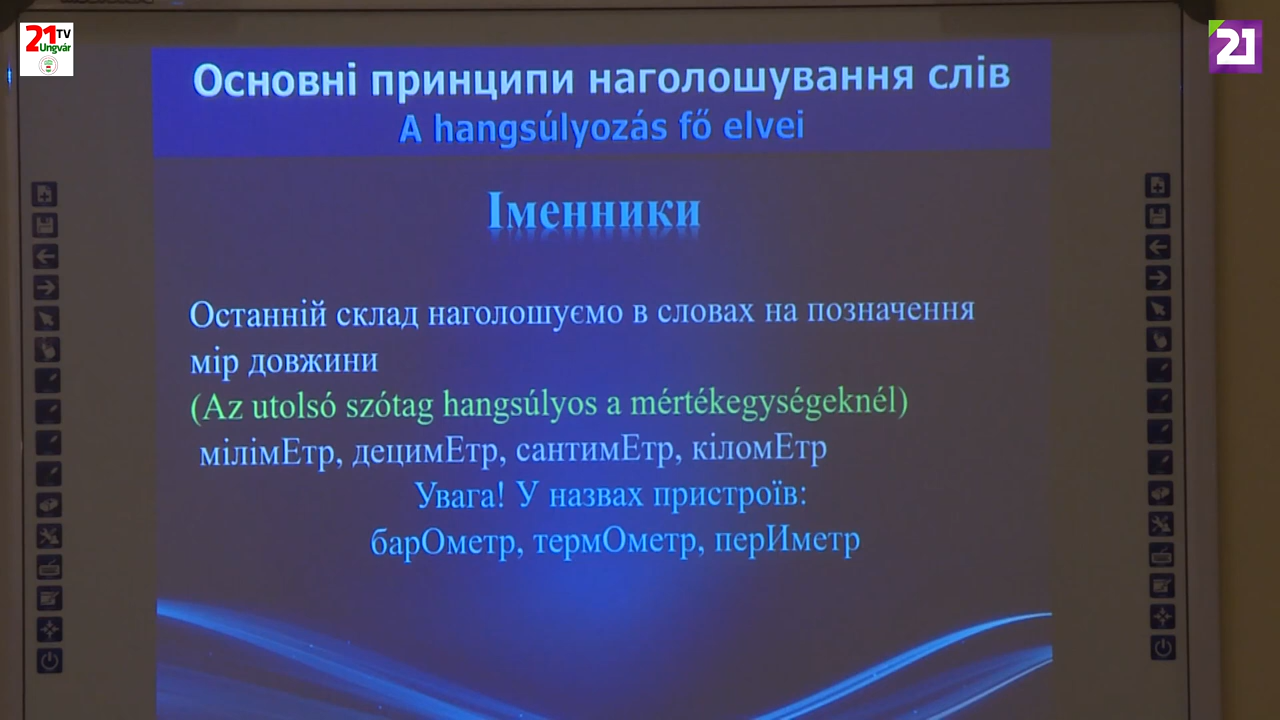 21 TV
Ungvár
21
Основні принципи наголошування слів
A hangsúlyozás fő elvei
Іменники
Останній склад наголошуємо в словах на позначення
мір довжини
(Az utolsó szótag hangsúlyos a mértékegységeknél)
мілімЕтр, децимЕтр, сантимЕтр, кіломЕтр
Увага! У назвах пристроїв:
барОметр, термОметр, перИметр